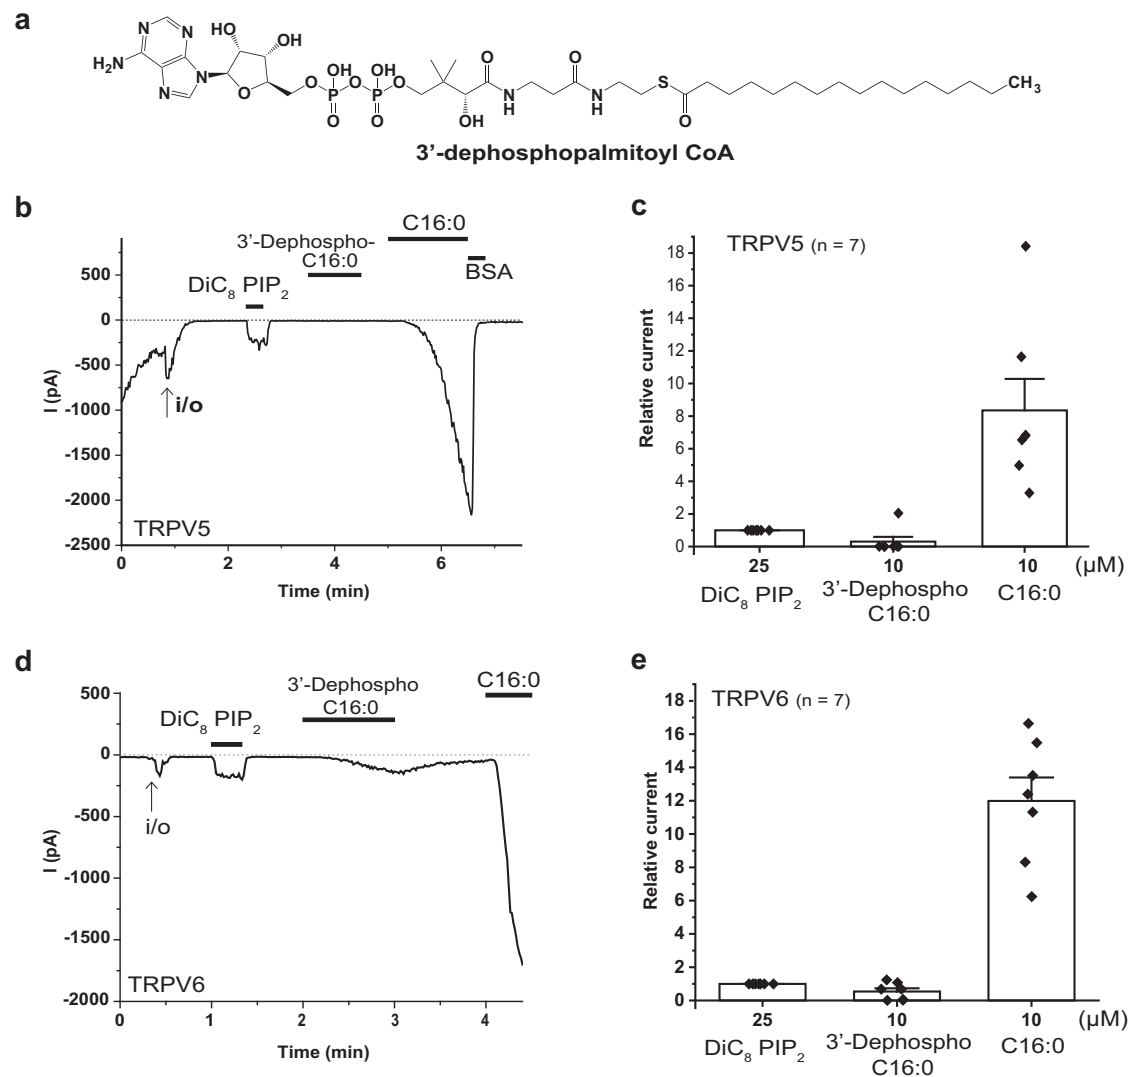 a
N
N
HO
OH
H₂N
N
N
O
O
OH
P
O
O
OH
P
O
O
OH
O
N
H
O
N
H
S
O
CH₃
3'-dephosphopalmitoyl CoA
b
C16:0
3'-Dephospho-
C16:0
BSA
DiC₈ PIP₂
500
0
-500
-1000
-1500
-2000
-2500
I (pA)
i/o
TRPV5
0 2 4 6
Time (min)
c
TRPV5 (n = 7)
18
16
14
12
10
8
6
4
2
0
Relative current
25 10 10 (μM)
DiC₈ PIP₂
3'-Dephospho
C16:0
C16:0
d
C16:0
3'-Dephospho
C16:0
DiC₈ PIP₂
500
0
-500
-1000
-1500
-2000
I (pA)
i/o
TRPV6
0 1 2 3 4
Time (min)
e
TRPV6 (n = 7)
18
16
14
12
10
8
6
4
2
0
Relative current
25 10 10 (μM)
DiC₈ PIP₂
3'-Dephospho
C16:0
C16:0